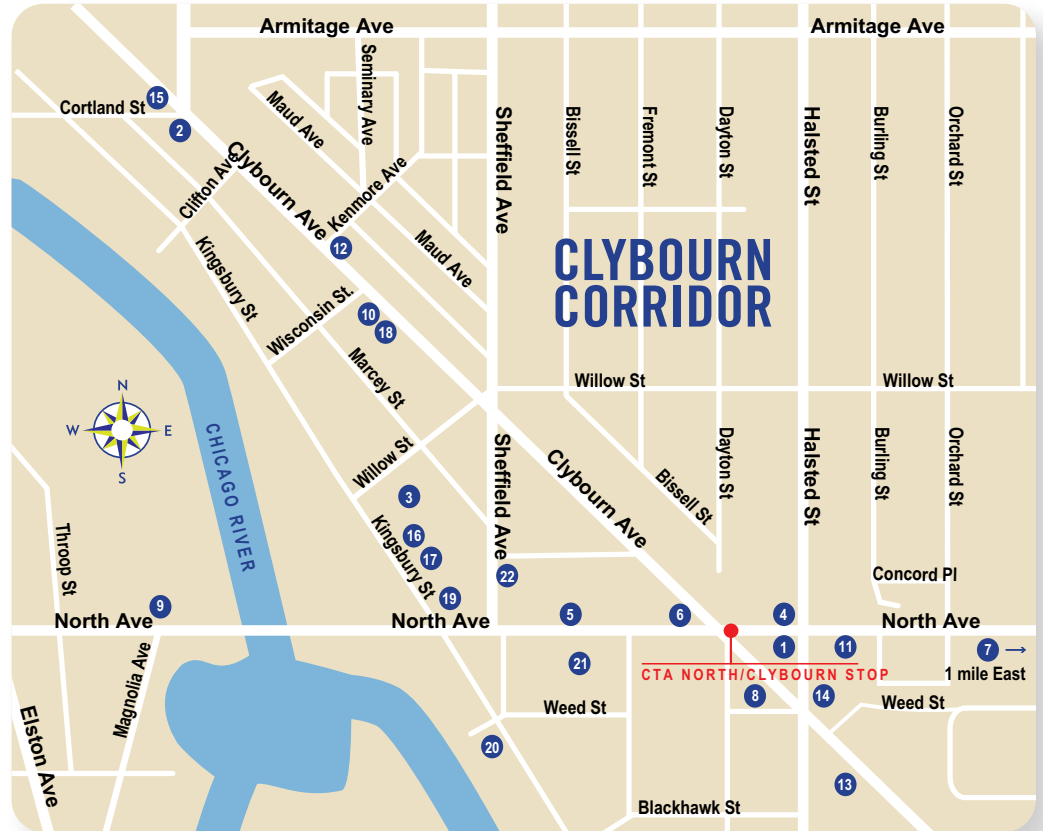 Armitage Ave
Armitage Ave
Seminary Ave
15
Cortland St
Maud Ave
2
Sheffield Ave
Bissell St
Fremont St
Dayton St
Halsted St
Burling St
Orchard St
Clybourn Ave
Clifton Ave
Kenmore Ave
12
Maud Ave
Kingsbury St
CLYBOURN
CORRIDOR
Wisconsin St.
10
18
Marcey St
Willow St
Willow St
N
W
E
S
CHICAGO RIVER
Willow St
Sheffield Ave
Clybourn Ave
Bissell St
Dayton St
Halsted St
Burling St
Orchard St
3
Kingsbury St
16
17
Throop St
22
Concord Pl
19
9
5
6
4
North Ave
North Ave
North Ave
1
11
7
→
21
CTA NORTH/CLYBOURN STOP
1 mile East
Magnolia Ave
8
14
Weed St
Weed St
Elston Ave
20
13
Blackhawk St